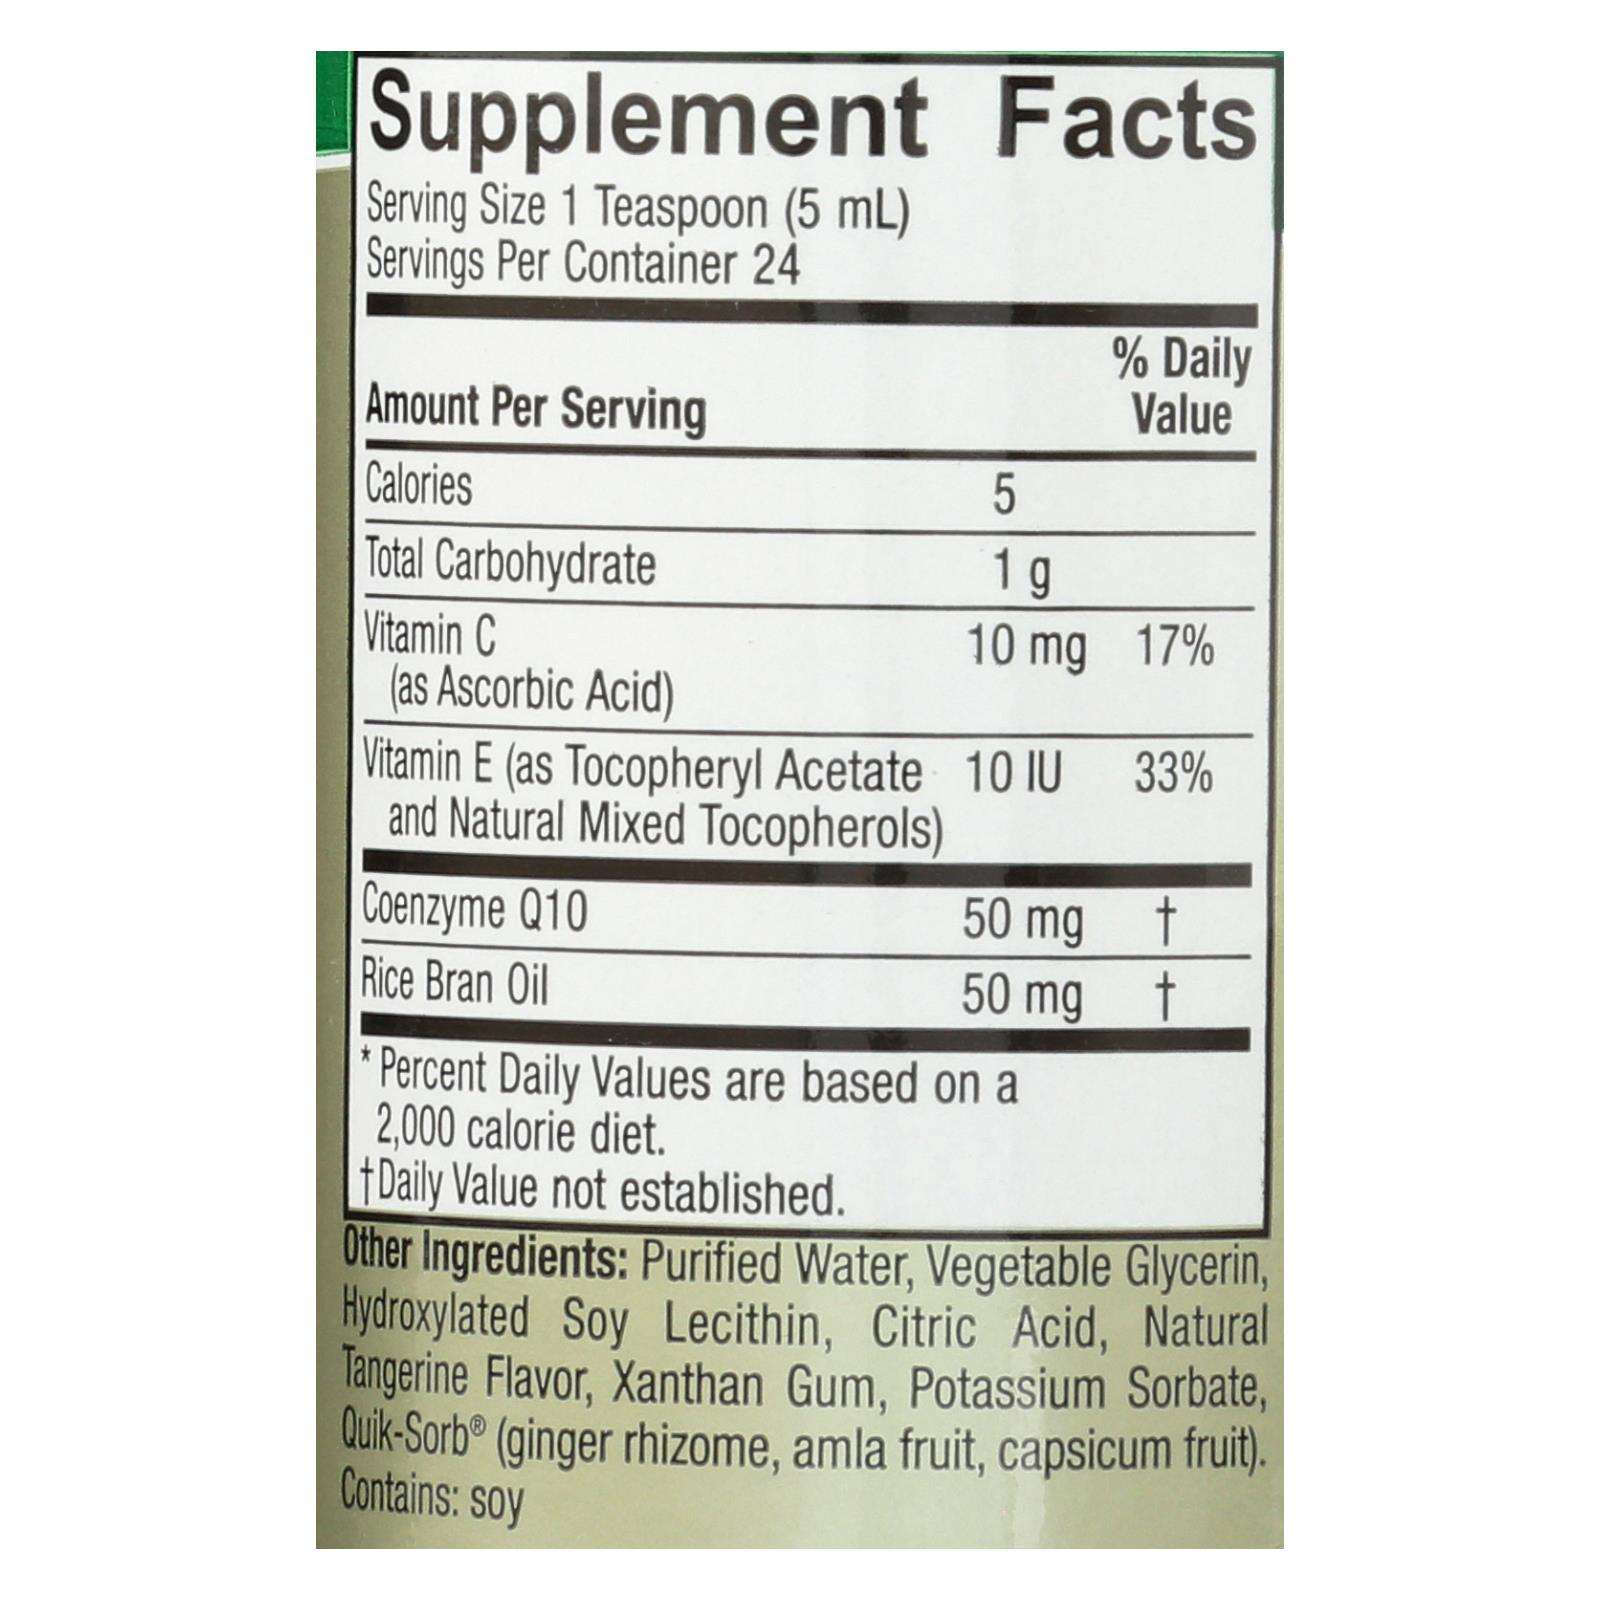 Supplement Facts
Serving Size 1 Teaspoon (5 mL)
Servings Per Container 24
% Daily
Value
Amount Per Serving
Calories 5
Total Carbohydrate 1 g
Vitamin C 10 mg 17%
(as Ascorbic Acid)
Vitamin E (as Tocopheryl Acetate 10 IU 33%
and Natural Mixed Tocopherols)
Coenzyme Q10 50 mg †
Rice Bran Oil 50 mg †
* Percent Daily Values are based on a
2,000 calorie diet.
†Daily Value not established.
Other Ingredients: Purified Water, Vegetable Glycerin,
Hydroxylated Soy Lecithin, Citric Acid, Natural
Tangerine Flavor, Xanthan Gum, Potassium Sorbate,
Quik-Sorb® (ginger rhizome, amla fruit, capsicum fruit).
Contains: soy